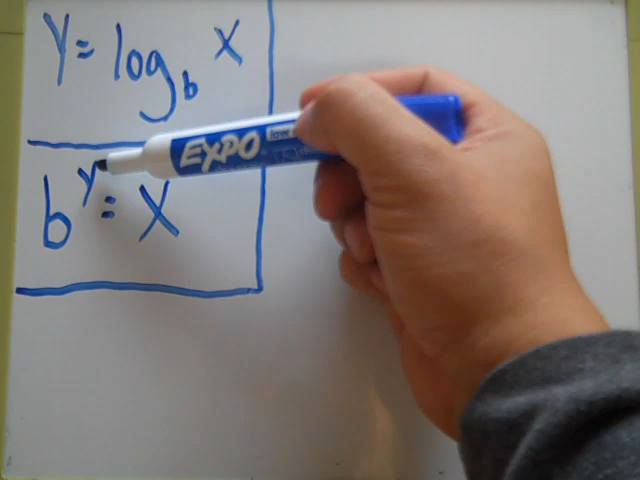 y = log_b x
EXPO
b^y = x